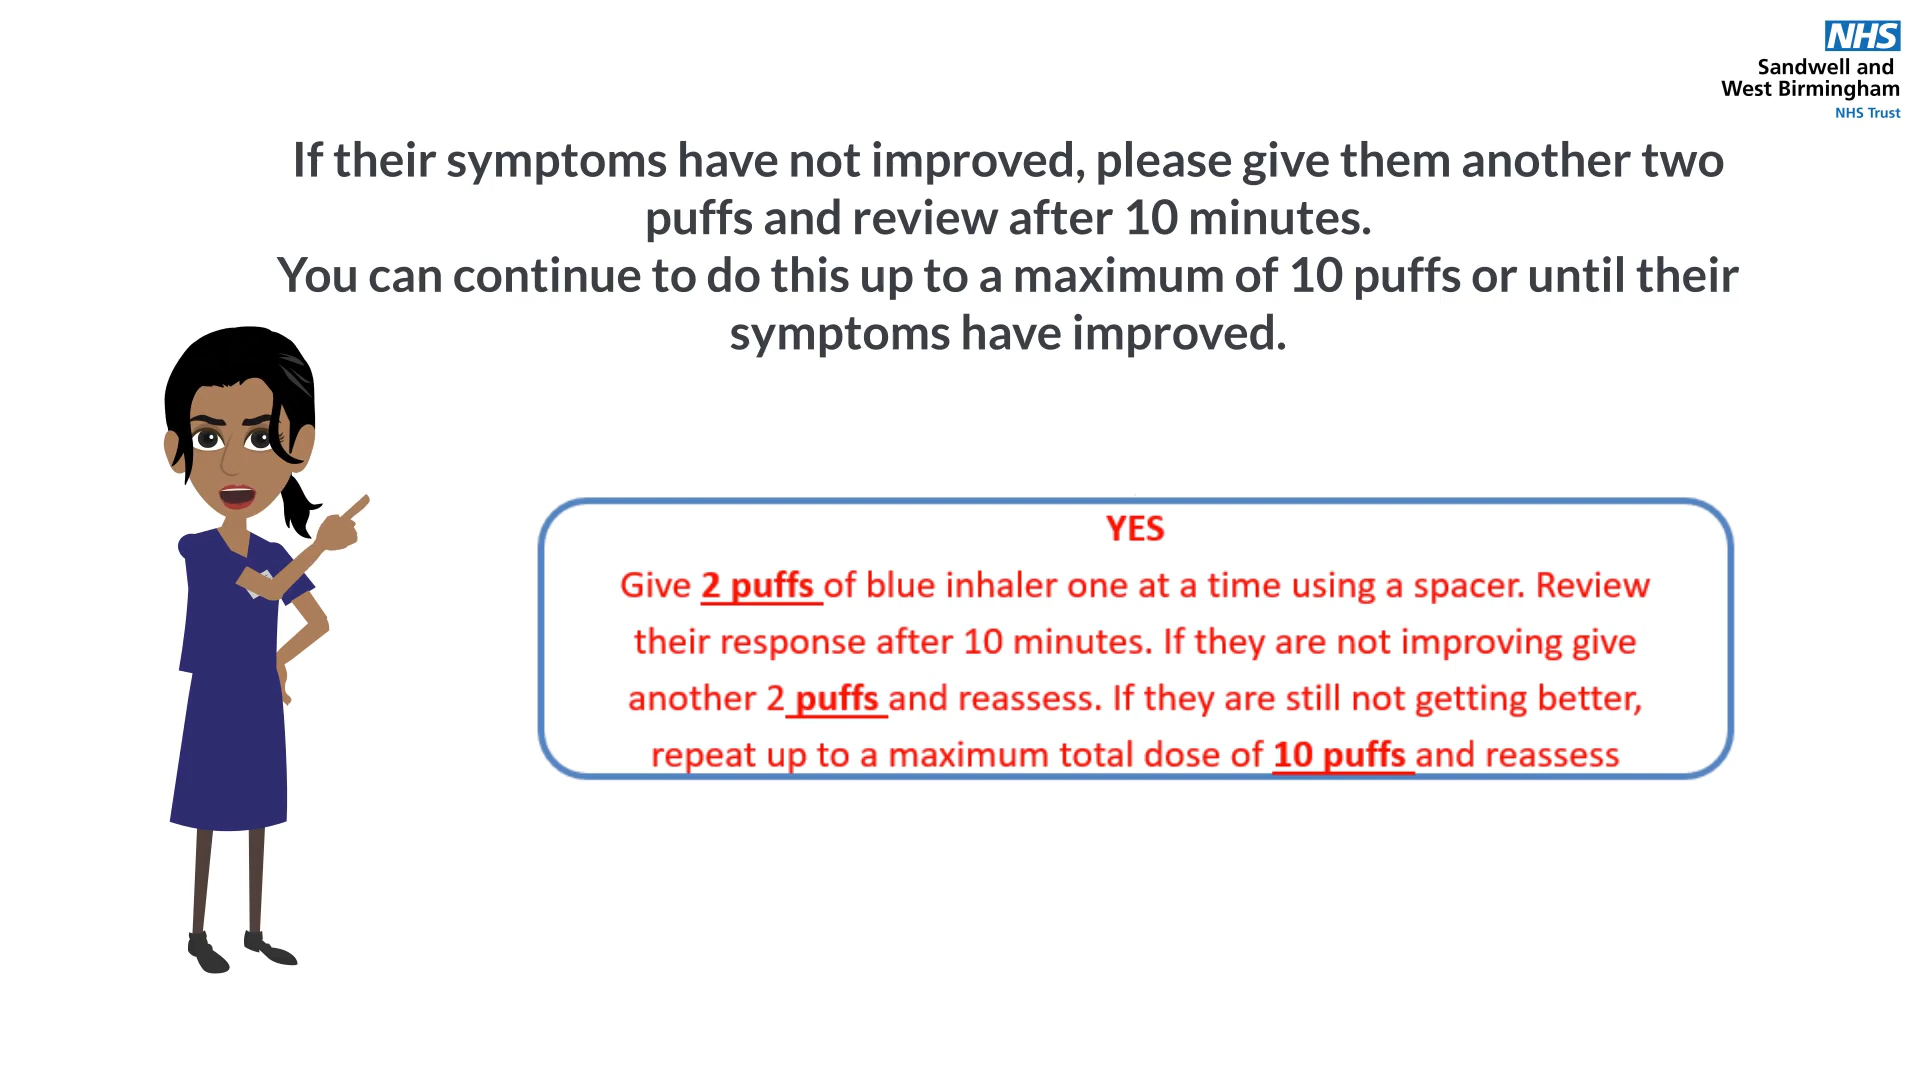 NHS
Sandwell and
West Birmingham
NHS Trust
If their symptoms have not improved, please give them another two
puffs and review after 10 minutes.
You can continue to do this up to a maximum of 10 puffs or until their
symptoms have improved.
YES
Give 2 puffs of blue inhaler one at a time using a spacer. Review
their response after 10 minutes. If they are not improving give
another 2 puffs and reassess. If they are still not getting better,
repeat up to a maximum total dose of 10 puffs and reassess